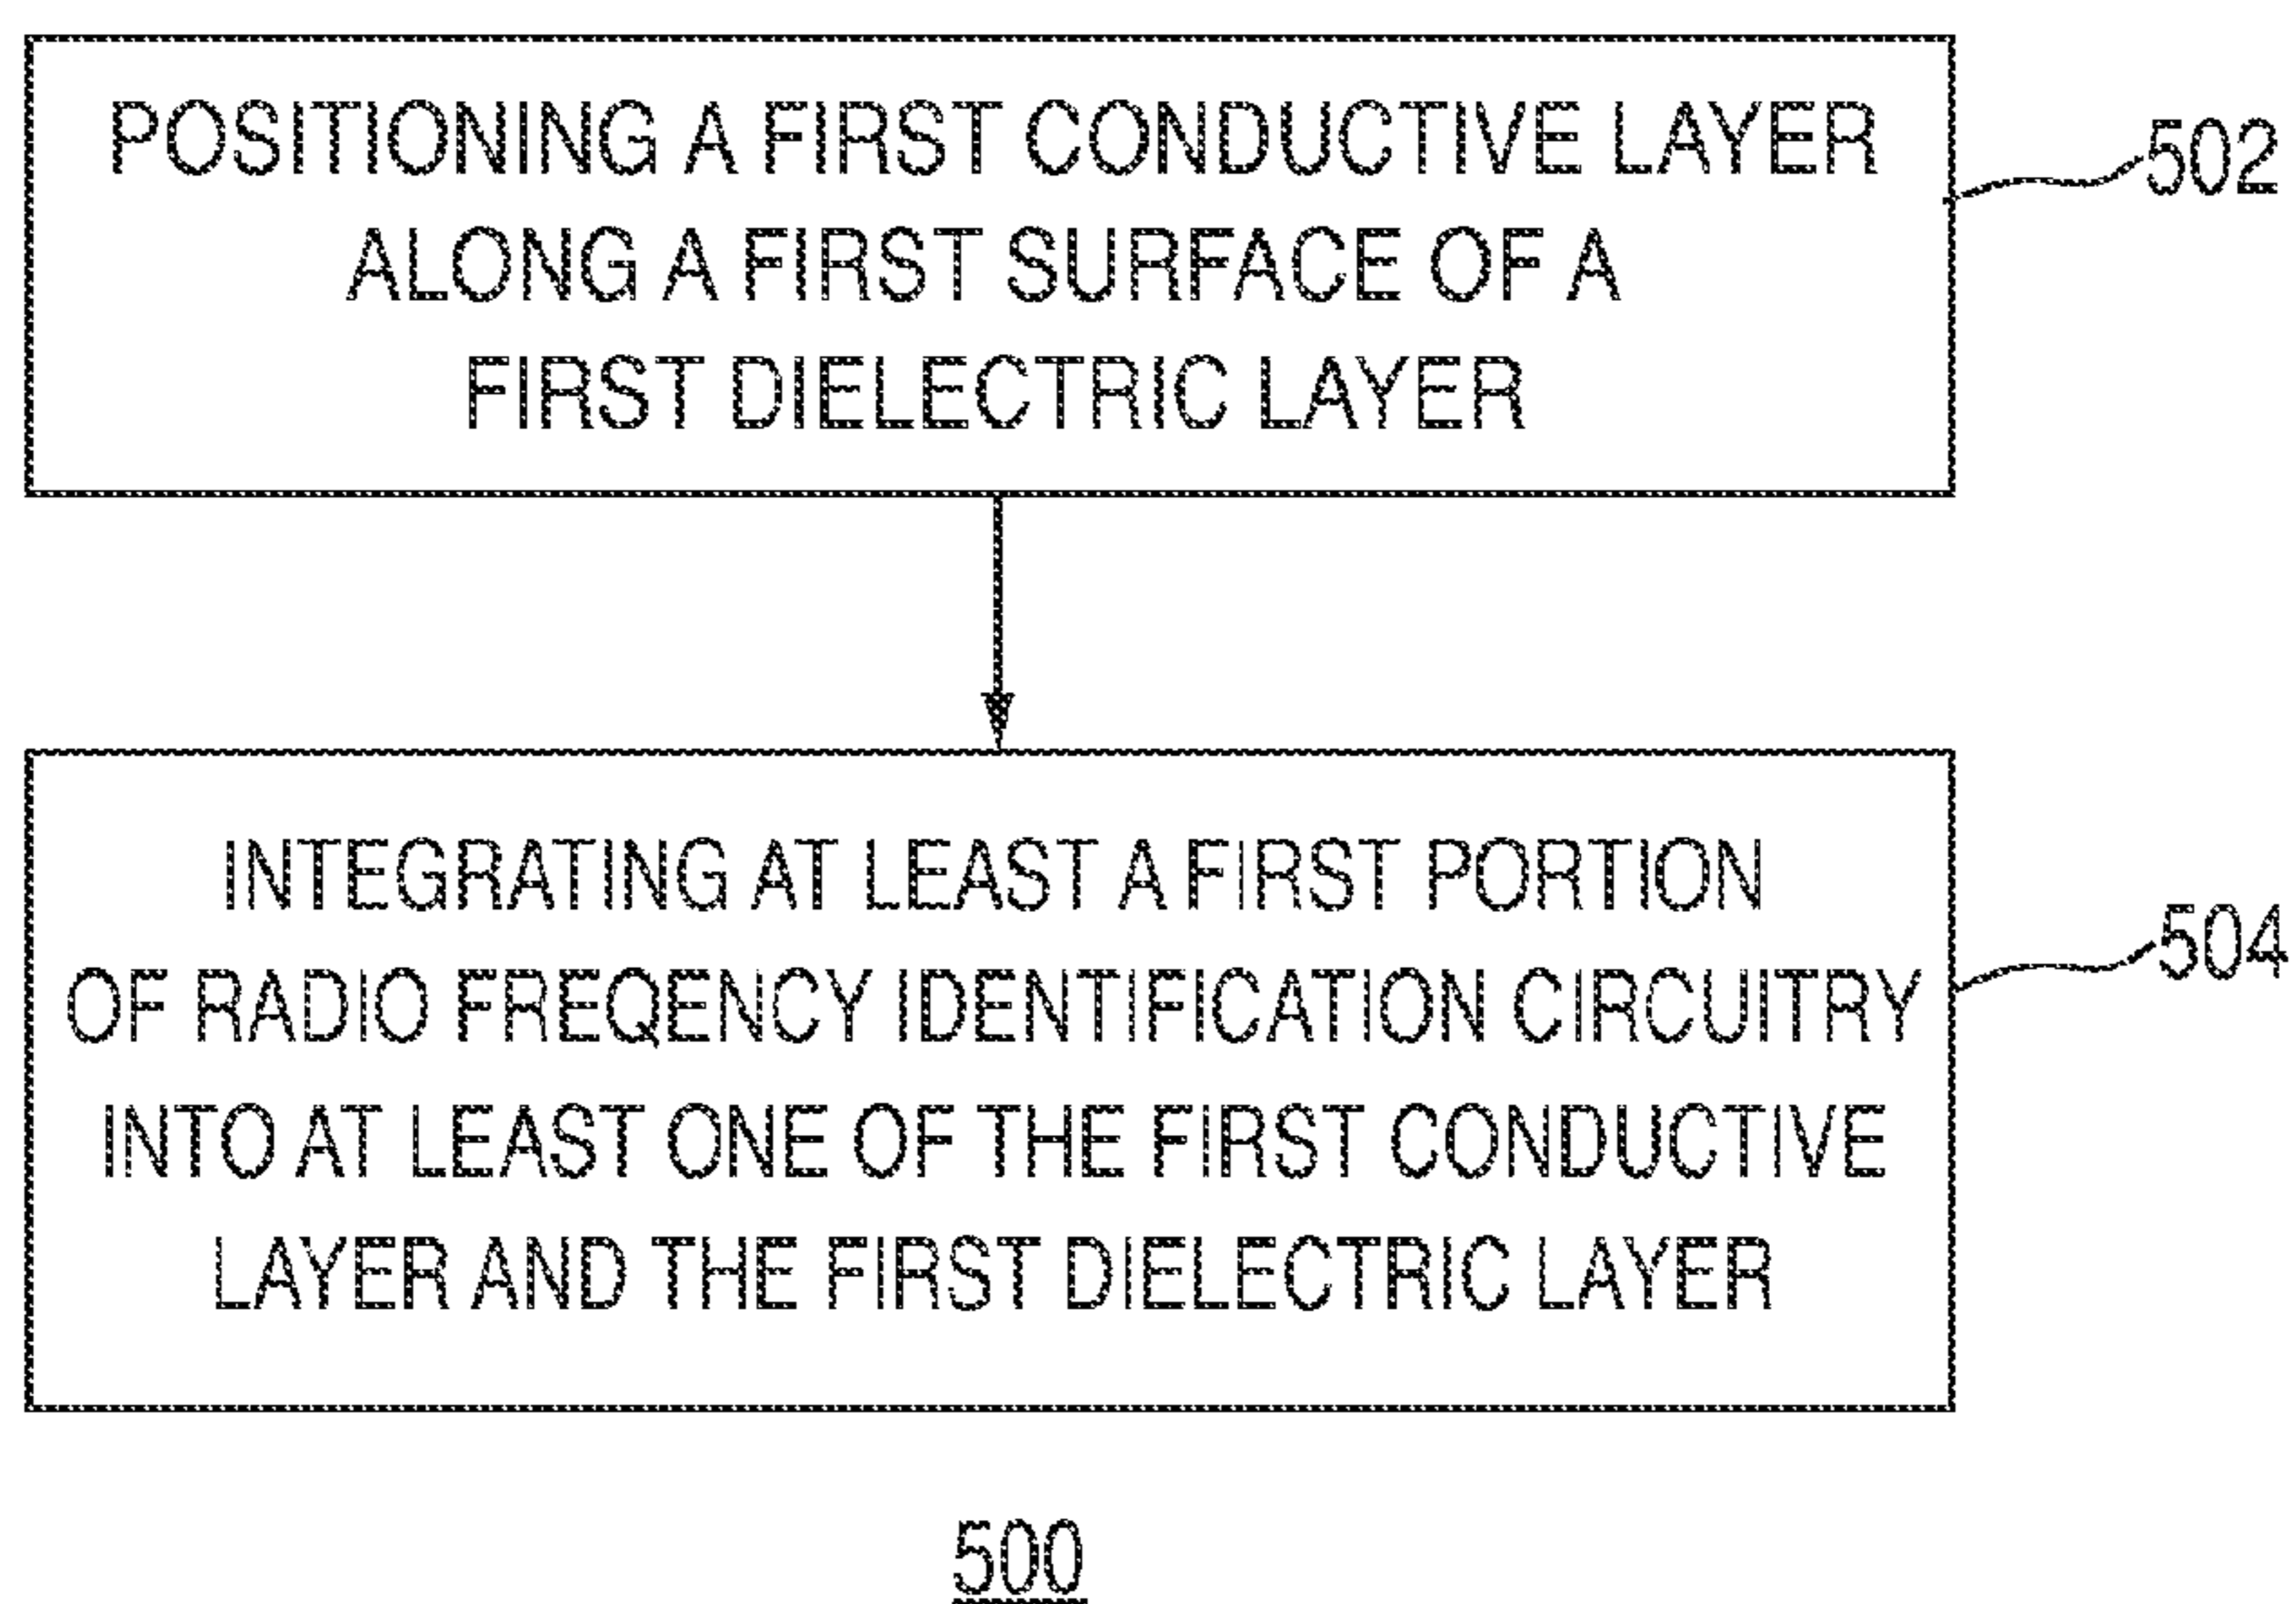 POSITIONING A FIRST CONDUCTIVE LAYER
502
ALONG A FIRST SURFACE OF A
FIRST DIELECTRIC LAYER
INTEGRATING AT LEAST A FIRST PORTION
504
OF RADIO FREQENCY IDENTIFICATION CIRCUITRY
INTO AT LEAST ONE OF THE FIRST CONDUCTIVE
LAYER AND THE FIRST DIELECTRIC LAYER
500